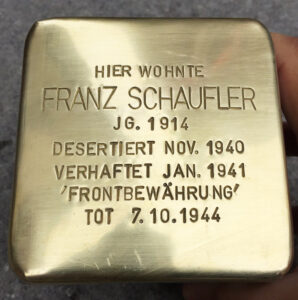 HIER WOHNTE
FRANZ SCHAUFLER
JG. 1914
DESERTIERT NOV. 1940
VERHAFTET JAN. 1941
'FRONTBEWÄHRUNG'
TOT 7.10.1944